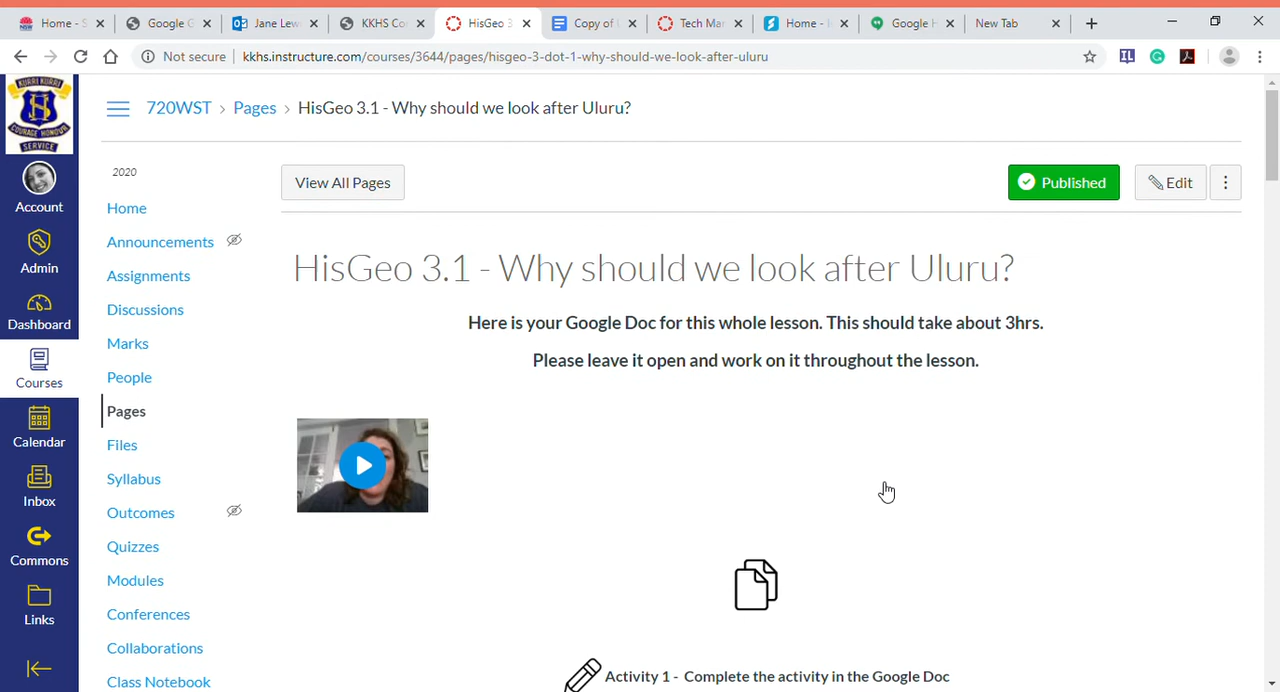 Home - S
Google G
Jane Lew
KKHS Co
HisGeo 3
Copy of
Tech Mar
Home -
Google H
New Tab
Not secure
kkhs.instructure.com/courses/3644/pages/hisgeo-3-dot-1-why-should-we-look-after-uluru
KURRI KURRI
COURAGE HONOUR
SERVICE
720WST › Pages › HisGeo 3.1 - Why should we look after Uluru?
Account
Admin
Dashboard
Courses
Calendar
Inbox
Commons
Links
2020
Home
Announcements
Assignments
Discussions
Marks
People
Pages
Files
Syllabus
Outcomes
Quizzes
Modules
Conferences
Collaborations
Class Notebook
View All Pages
Published
Edit
HisGeo 3.1 - Why should we look after Uluru?
Here is your Google Doc for this whole lesson. This should take about 3hrs.
Please leave it open and work on it throughout the lesson.
Activity 1 - Complete the activity in the Google Doc